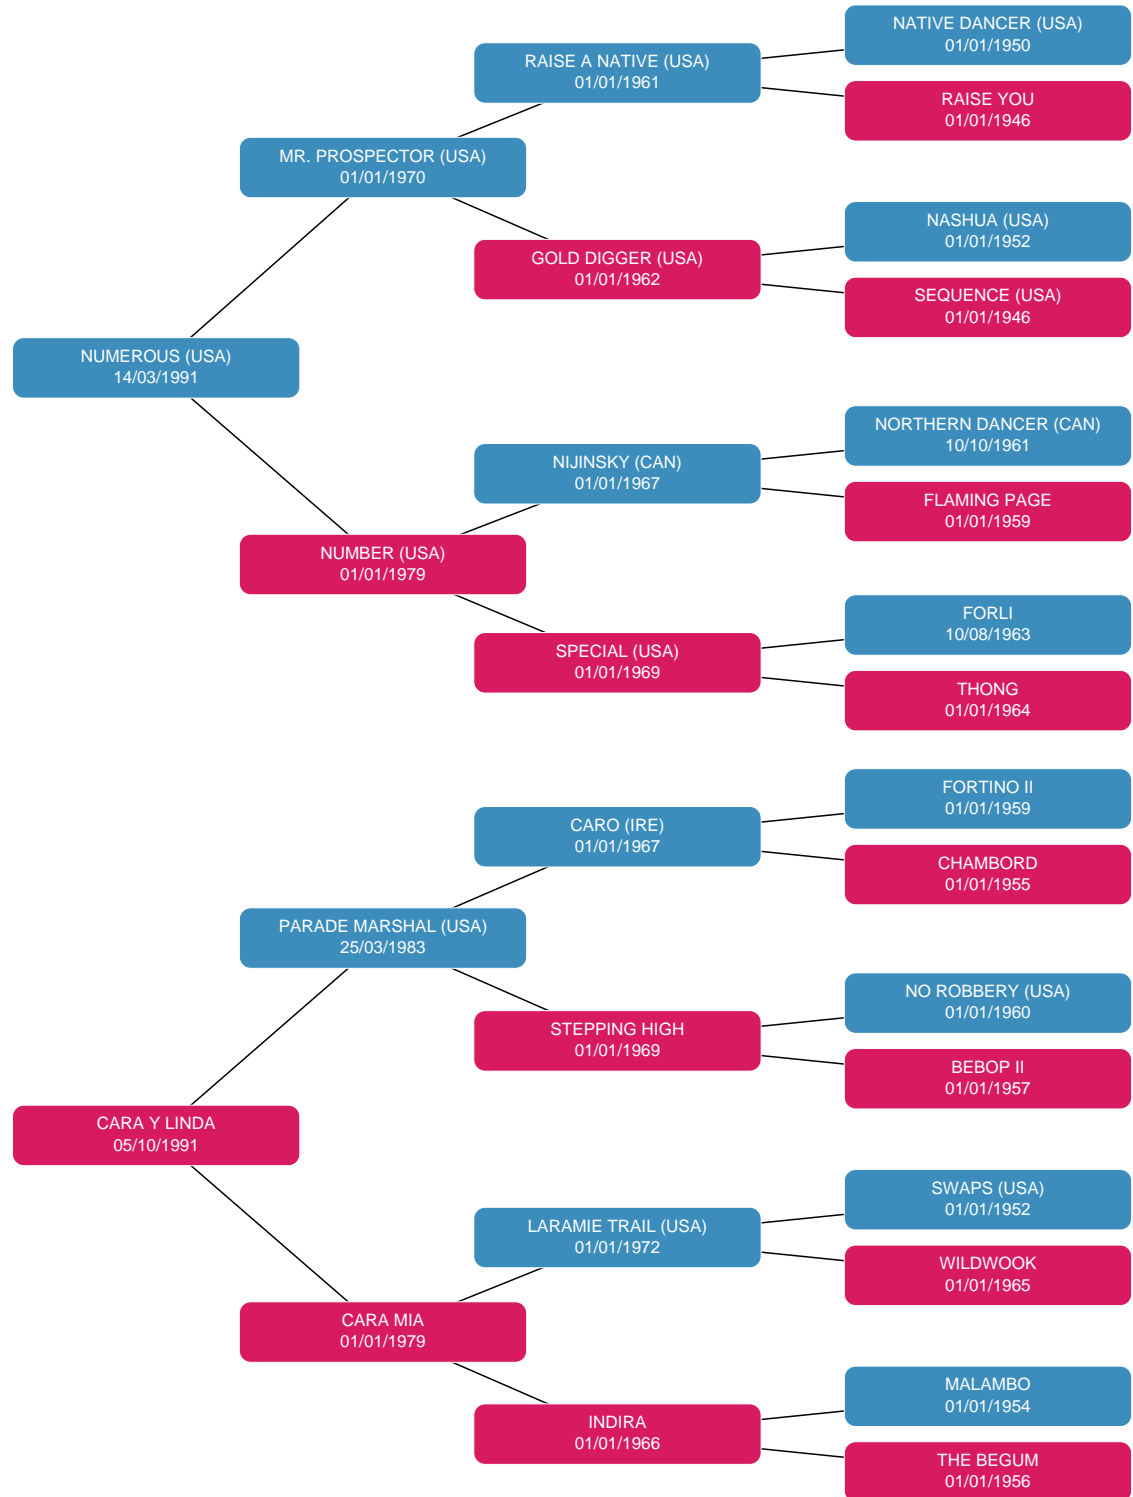 NATIVE DANCER (USA)
01/01/1950
RAISE A NATIVE (USA)
01/01/1961
RAISE YOU
01/01/1946
MR. PROSPECTOR (USA)
01/01/1970
NASHUA (USA)
01/01/1952
GOLD DIGGER (USA)
01/01/1962
SEQUENCE (USA)
01/01/1946
NUMEROUS (USA)
14/03/1991
NORTHERN DANCER (CAN)
10/10/1961
NIJINSKY (CAN)
01/01/1967
FLAMING PAGE
01/01/1959
NUMBER (USA)
01/01/1979
FORLI
10/08/1963
SPECIAL (USA)
01/01/1969
THONG
01/01/1964
FORTINO II
01/01/1959
CARO (IRE)
01/01/1967
CHAMBORD
01/01/1955
PARADE MARSHAL (USA)
25/03/1983
NO ROBBERY (USA)
01/01/1960
STEPPING HIGH
01/01/1969
BEBOP II
01/01/1957
CARA Y LINDA
05/10/1991
SWAPS (USA)
01/01/1952
LARAMIE TRAIL (USA)
01/01/1972
WILDWOOK
01/01/1965
CARA MIA
01/01/1979
MALAMBO
01/01/1954
INDIRA
01/01/1966
THE BEGUM
01/01/1956